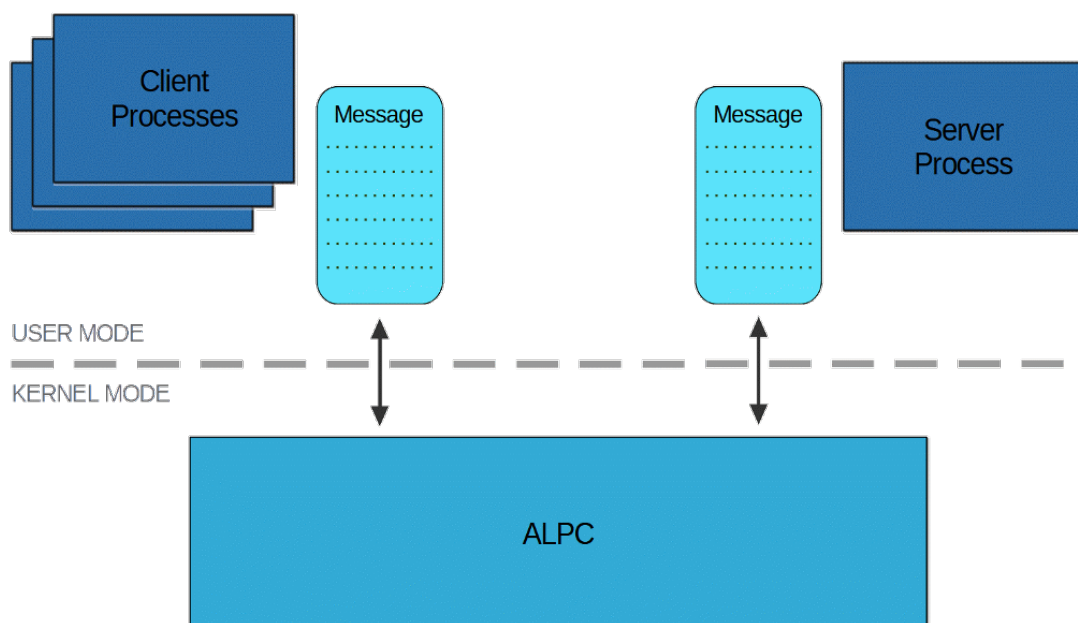 Client
Processes
Message
Message
Server
Process
USER MODE
KERNEL MODE
ALPC